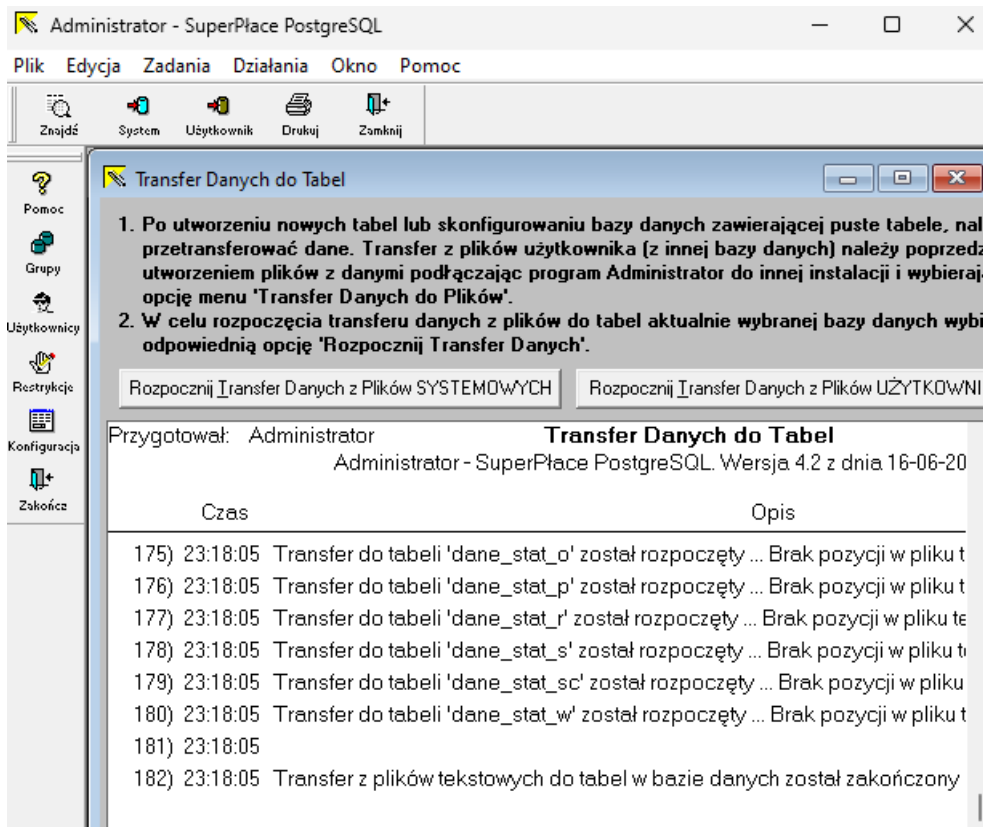 Administrator - SuperPłace PostgreSQL
Plik Edycja Zadania Działania Okno Pomoc
Znajdź System Użytkownik Drukuj Zamknij
Pomoc
Grupy
Użytkownicy
Restrykcje
Konfiguracja
Zakończ
Transfer Danych do Tabel
1. Po utworzeniu nowych tabel lub skonfigurowaniu bazy danych zawierającej puste tabele, nal
przetransferować dane. Transfer z plików użytkownika (z innej bazy danych) należy poprzedz
utworzeniem plików z danymi podłączając program Administrator do innej instalacji i wybieraj
opcję menu 'Transfer Danych do Plików'.
2. W celu rozpoczęcia transferu danych z plików do tabel aktualnie wybranej bazy danych wybi
odpowiednią opcję 'Rozpocznij Transfer Danych'.
Rozpocznij Transfer Danych z Plików SYSTEMOWYCH Rozpocznij Transfer Danych z Plików UŻYTKOWNI
Przygotował: Administrator Transfer Danych do Tabel
Administrator - SuperPłace PostgreSQL. Wersja 4.2 z dnia 16-06-20
Czas Opis
175) 23:18:05 Transfer do tabeli 'dane_stat_o' został rozpoczęty ... Brak pozycji w pliku t
176) 23:18:05 Transfer do tabeli 'dane_stat_p' został rozpoczęty ... Brak pozycji w pliku t
177) 23:18:05 Transfer do tabeli 'dane_stat_r' został rozpoczęty ... Brak pozycji w pliku te
178) 23:18:05 Transfer do tabeli 'dane_stat_s' został rozpoczęty ... Brak pozycji w pliku t
179) 23:18:05 Transfer do tabeli 'dane_stat_sc' został rozpoczęty ... Brak pozycji w pliku
180) 23:18:05 Transfer do tabeli 'dane_stat_w' został rozpoczęty ... Brak pozycji w pliku t
181) 23:18:05
182) 23:18:05 Transfer z plików tekstowych do tabel w bazie danych został zakończony